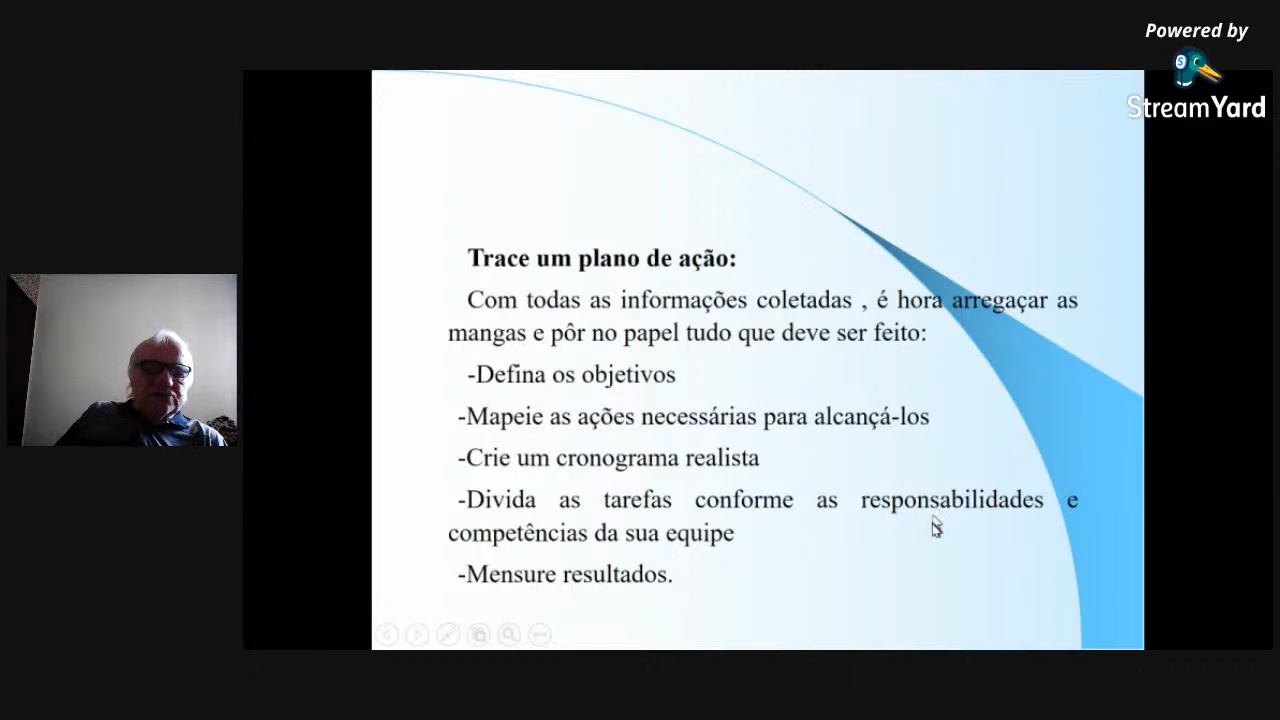 Powered by
StreamYard
Trace um plano de ação:
Com todas as informações coletadas , é hora arregaçar as
mangas e pôr no papel tudo que deve ser feito:
-Defina os objetivos
-Mapeie as ações necessárias para alcançá-los
-Crie um cronograma realista
-Divida as tarefas conforme as responsabilidades e
competências da sua equipe
-Mensure resultados.